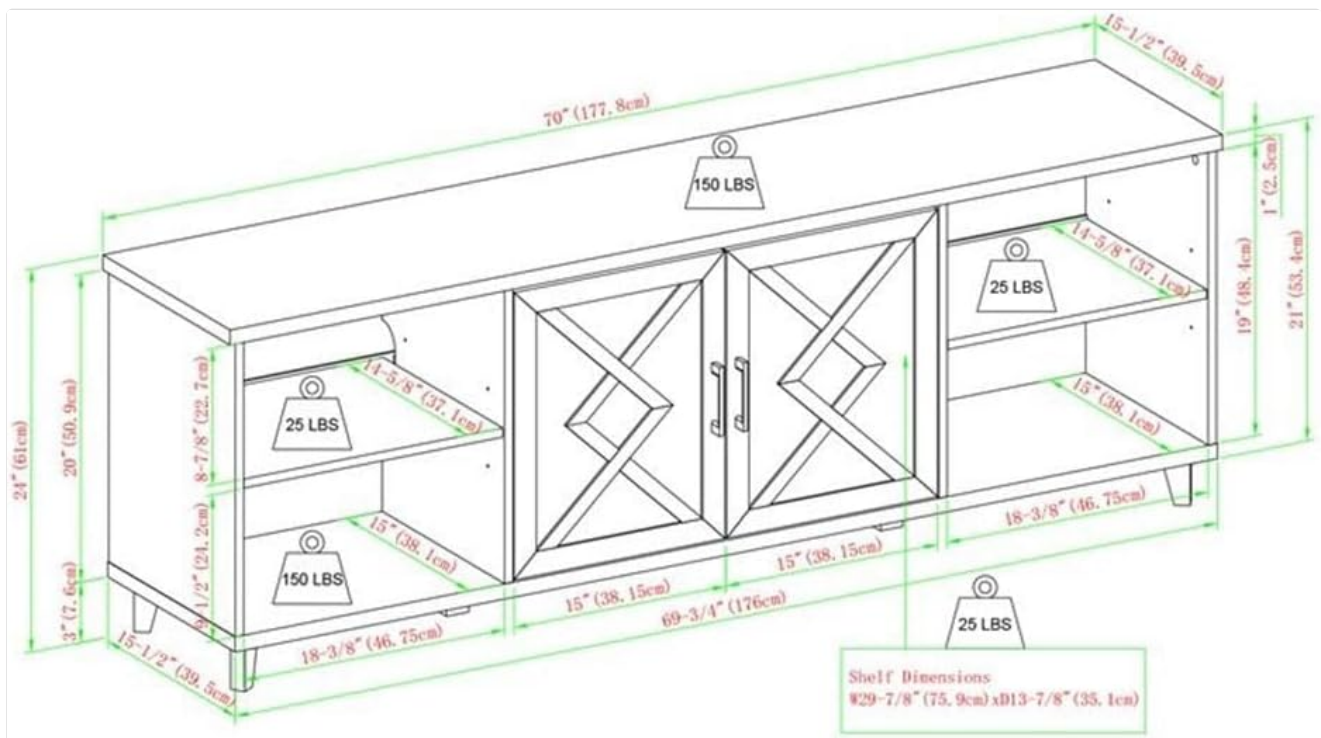 15-1/2"(39.5cm)
70"(177.8cm)
150 LBS
1"(2.5cm)
14-5/8"(37.1cm)
25 LBS
19"(48.4cm)
21"(53.4cm)
24"(61cm)
20"(50.9cm)
8-7/8"(22.7cm)
14-5/8"(37.1cm)
25 LBS
15"(38.1cm)
15"(38.1cm)
150 LBS
1/2"(24.2cm)
3"(7.6cm)
15-1/2"(39.5cm)
18-3/8"(46.75cm)
15"(38.15cm)
15"(38.15cm)
18-3/8"(46.75cm)
69-3/4"(176cm)
25 LBS
Shelf Dimensions
W29-7/8"(75.9cm)xD13-7/8"(35.1cm)